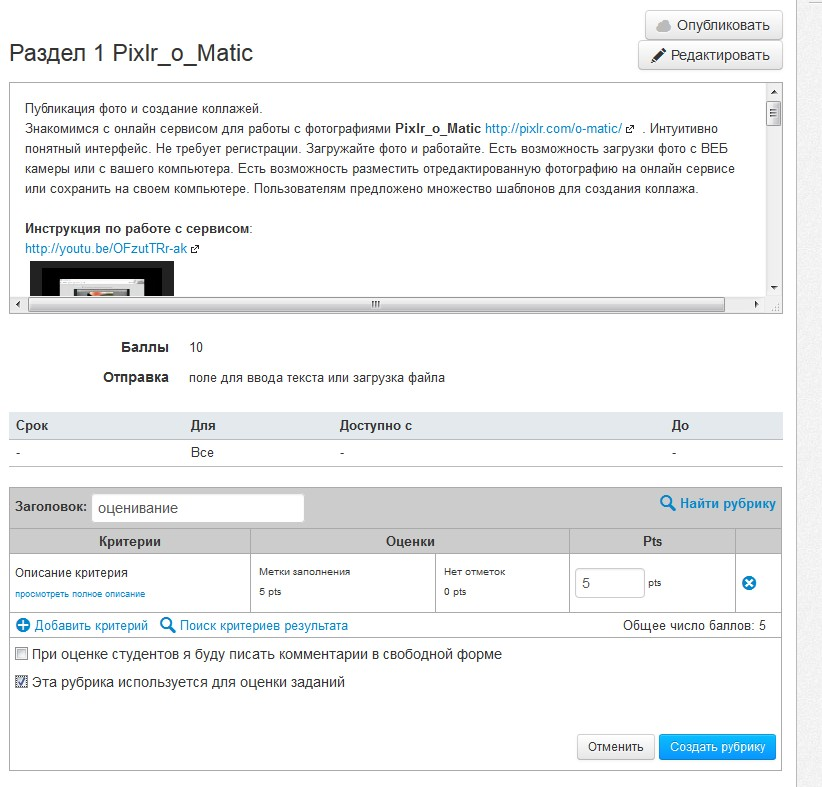 Опубликовать
Раздел 1 Pixlr_o_Matic
Редактировать
Публикация фото и создание коллажей.
Знакомимся с онлайн сервисом для работы с фотографиями Pixlr_o_Matic http://pixlr.com/o-matic/ . Интуитивно
понятный интерфейс. Не требует регистрации. Загружайте фото и работайте. Есть возможность загрузки фото с ВЕБ
камеры или с вашего компьютера. Есть возможность разместить отредактированную фотографию на онлайн сервисе
или сохранить на своем компьютере. Пользователям предложено множество шаблонов для создания коллажа.
Инструкция по работе с сервисом:
http://youtu.be/OFzutTRr-ak
Баллы 10
Отправка поле для ввода текста или загрузка файла
Срок Для Доступно с До
- Все - -
Заголовок: оценивание Найти рубрику
Критерии Оценки Pts
Описание критерия Метки заполнения Нет отметок 5 pts
просмотреть полное описание 5 pts 0 pts
Добавить критерий Поиск критериев результата Общее число баллов: 5
При оценке студентов я буду писать комментарии в свободной форме
Эта рубрика используется для оценки заданий
Отменить Создать рубрику